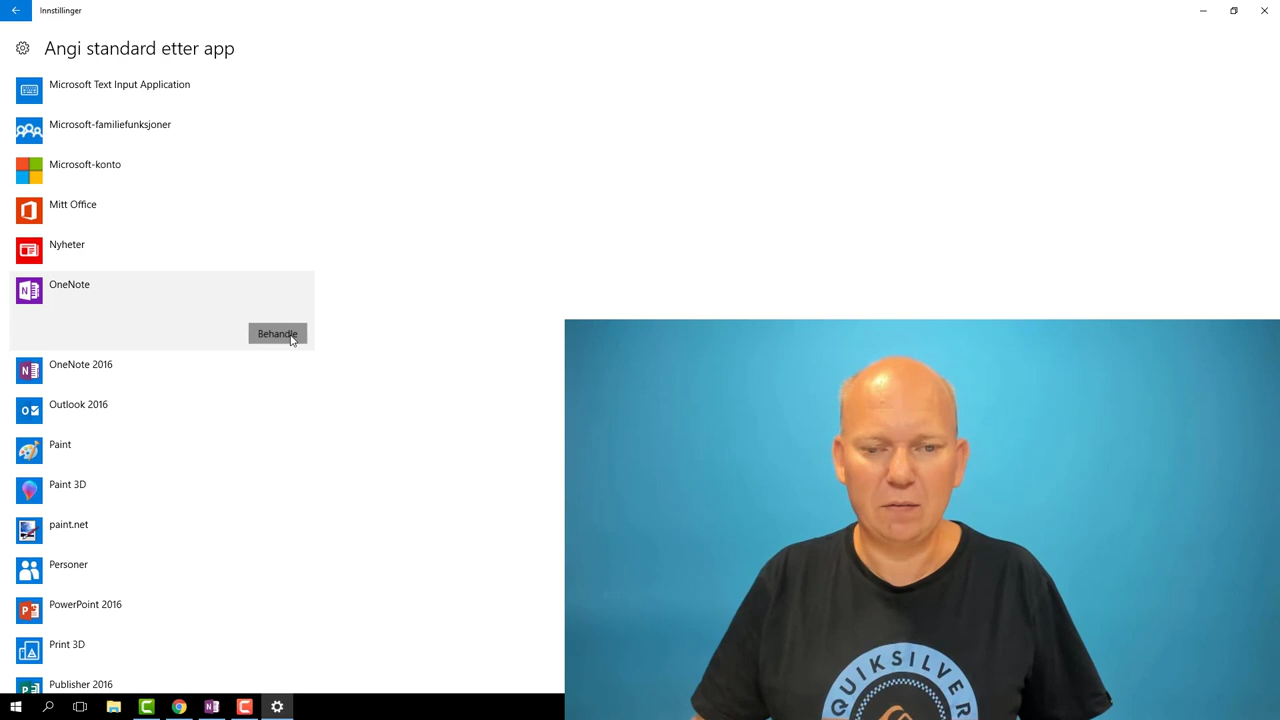 Innstillinger
Angi standard etter app
Microsoft Text Input Application
Microsoft-familiefunksjoner
Microsoft-konto
Mitt Office
Nyheter
OneNote
Behandle
OneNote 2016
Outlook 2016
Paint
Paint 3D
paint.net
Personer
PowerPoint 2016
Print 3D
Publisher 2016
QUIKSILVER